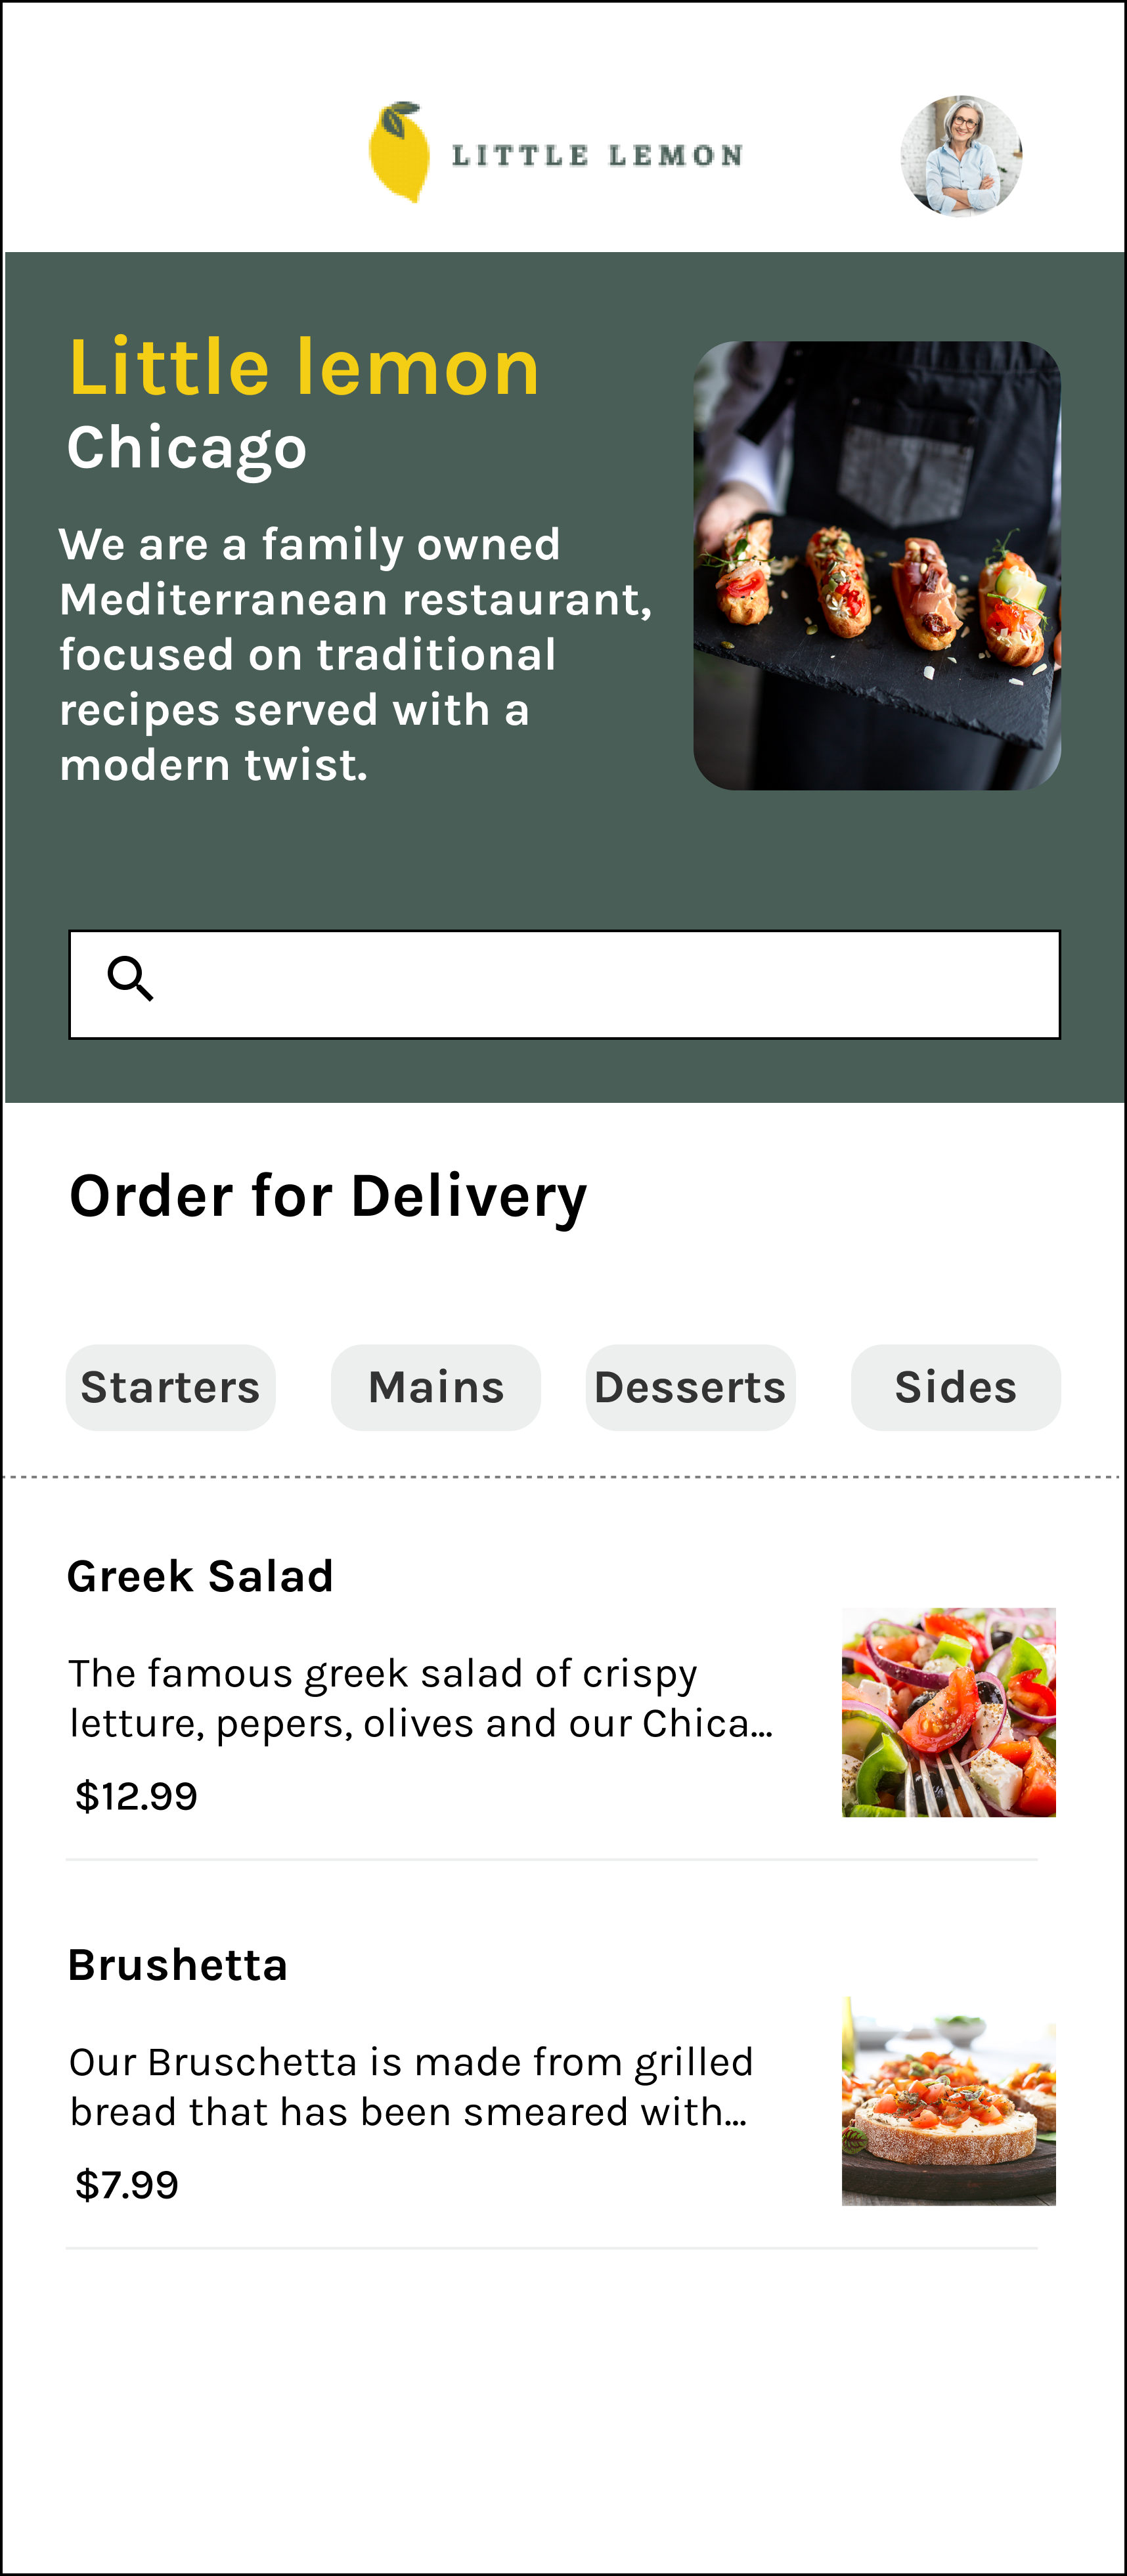 LITTLE LEMON
Little lemon
Chicago
We are a family owned
Mediterranean restaurant,
focused on traditional
recipes served with a
modern twist.
Order for Delivery
Starters Mains Desserts Sides
Greek Salad
The famous greek salad of crispy
letture, pepers, olives and our Chica...
$12.99
Brushetta
Our Bruschetta is made from grilled
bread that has been smeared with...
$7.99